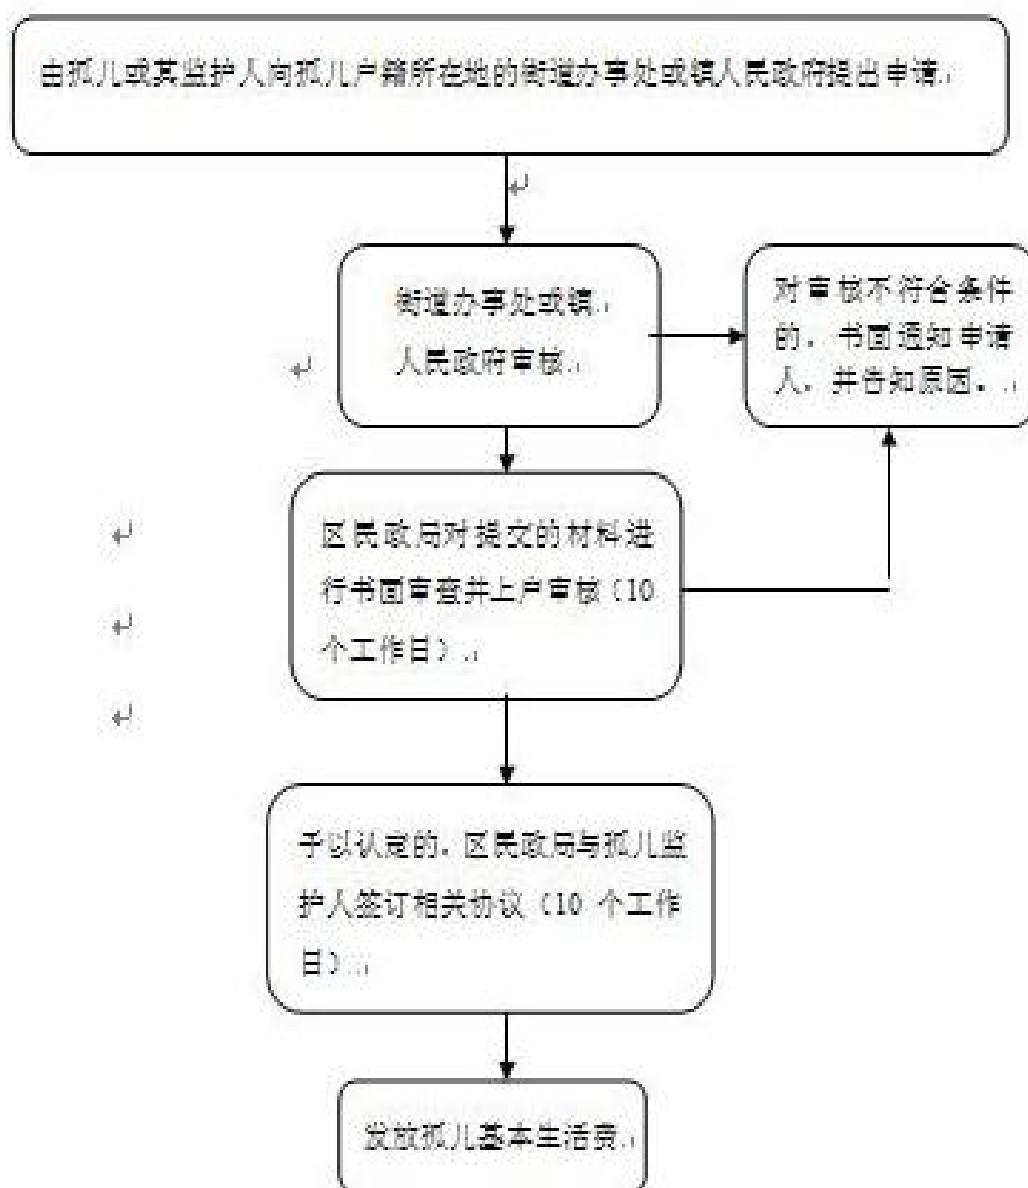 由孤儿或其监护人向孤儿户籍所在地的街道办事处或镇人民政府提出申请
街道办事处或镇
人民政府审核
对审核不符合条件
的，书面通知申请
人，并告知原因。
区民政局对提交的材料进
行书面审查并上户审核（10
个工作日）
予以认定的，区民政局与孤儿监
护人签订相关协议（10 个工作
日）
发放孤儿基本生活费